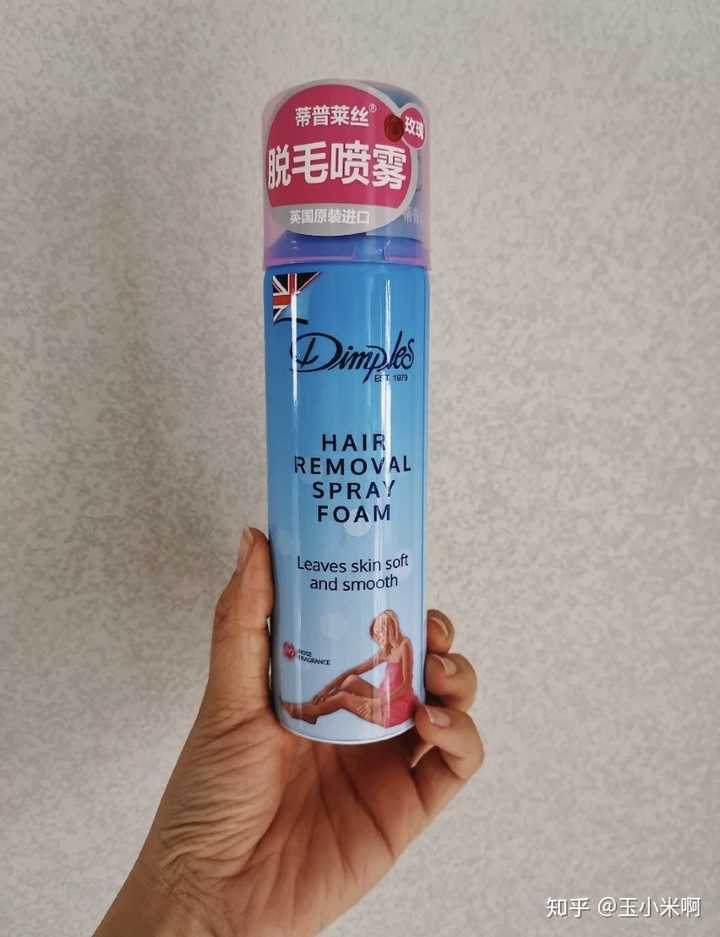 蒂普莱丝®
玫瑰
脱毛喷雾
英国原装进口
Dimples
EST. 1979
HAIR
REMOVAL
SPRAY
FOAM
Leaves skin soft
and smooth
ROSE
FRAGRANCE
知乎 @玉小米啊